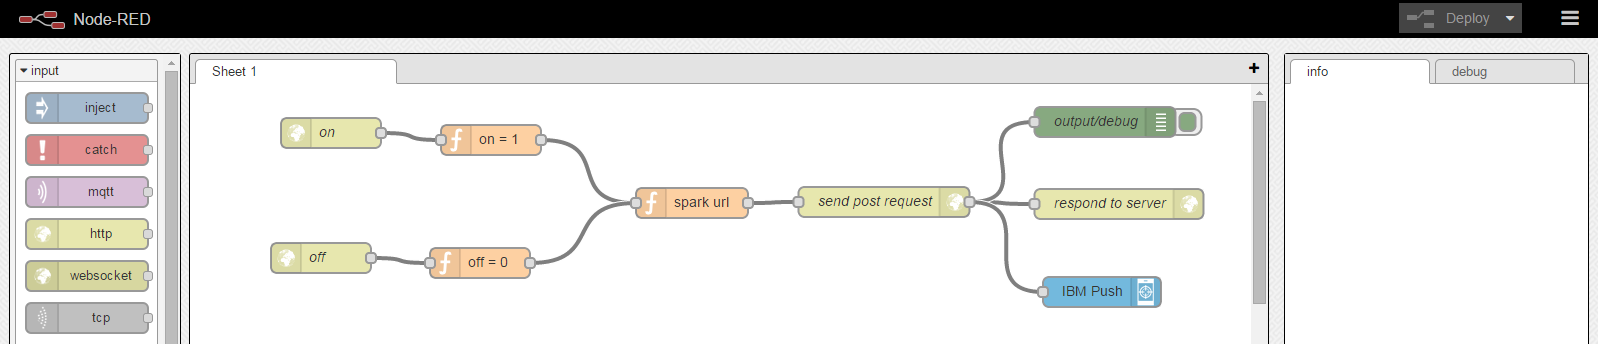 Node-RED
Deploy
input
Sheet 1
+
info
debug
inject
catch
mqtt
http
websocket
tcp
on
on = 1
off
off = 0
spark url
send post request
output/debug
respond to server
IBM Push